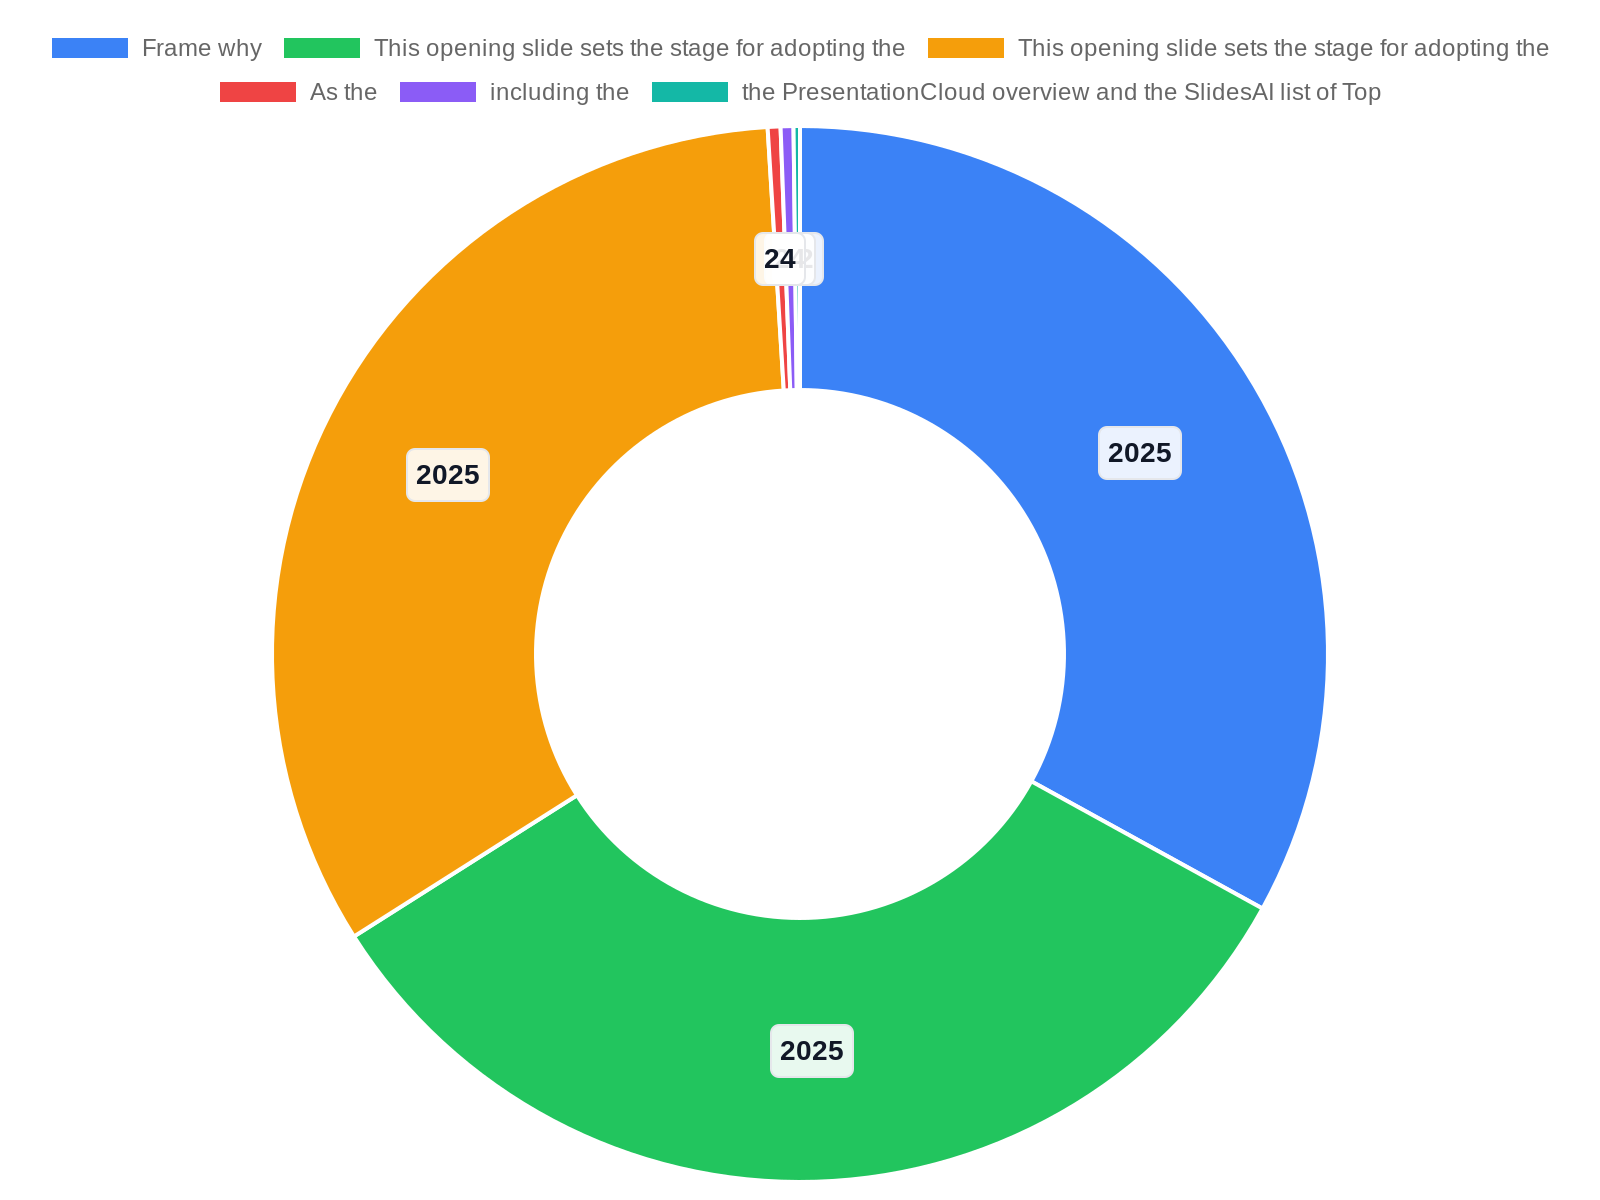 Frame why This opening slide sets the stage for adopting the This opening slide sets the stage for adopting the
As the including the the PresentationCloud overview and the SlidesAI list of Top
24
2025
2025
2025